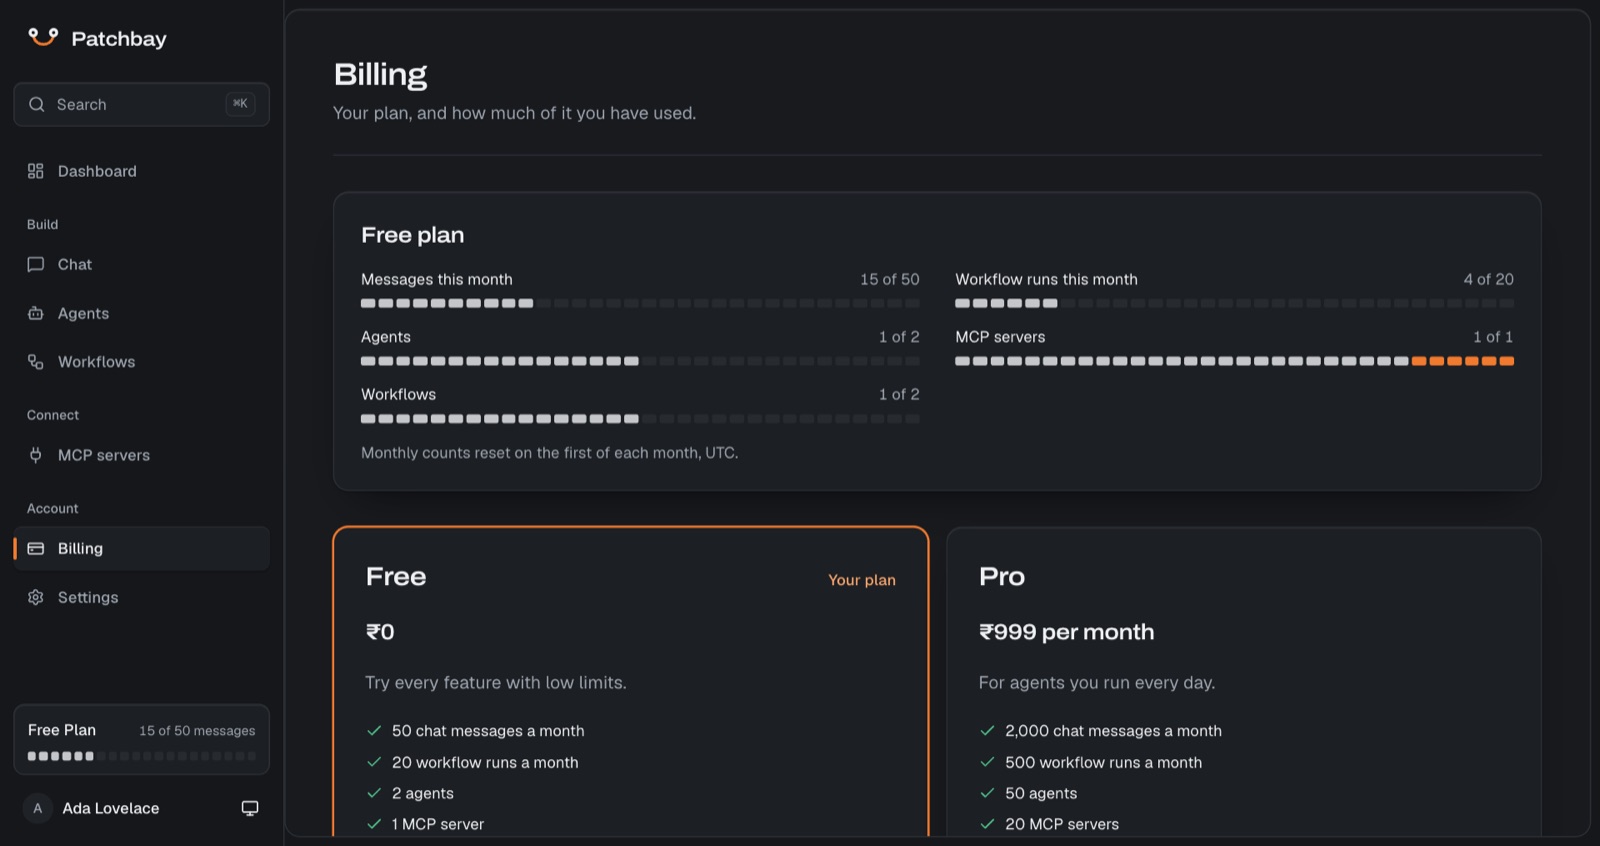 Patchbay
Search ⌘K
Dashboard
Build
Chat
Agents
Workflows
Connect
MCP servers
Account
Billing
Settings
Free Plan 15 of 50 messages
A Ada Lovelace
Billing
Your plan, and how much of it you have used.
Free plan
Messages this month 15 of 50
Workflow runs this month 4 of 20
Agents 1 of 2
MCP servers 1 of 1
Workflows 1 of 2
Monthly counts reset on the first of each month, UTC.
Free Your plan
₹0
Try every feature with low limits.
50 chat messages a month
20 workflow runs a month
2 agents
1 MCP server
Pro
₹999 per month
For agents you run every day.
2,000 chat messages a month
500 workflow runs a month
50 agents
20 MCP servers